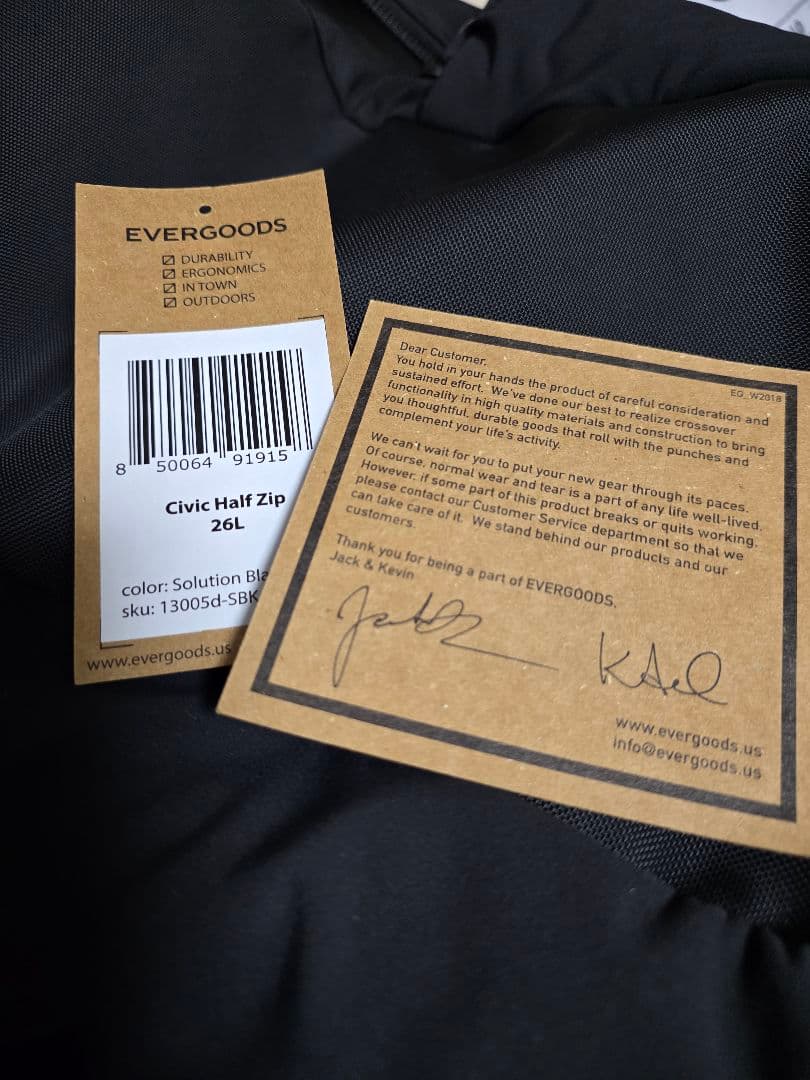 EVERGOODS
DURABILITY
ERGONOMICS
IN TOWN
OUTDOORS
8 50064 91915
Civic Half Zip
26L
color: Solution Bla
sku: 13005d-SBK
www.evergoods.us
EG_W2018
Dear Customer,
You hold in your hands the product of careful consideration and
sustained effort. We've done our best to realize crossover
functionality in high quality materials and construction to bring
you thoughtful, durable goods that roll with the punches and
complement your life's activity.
We can't wait for you to put your new gear through its paces.
Of course, normal wear and tear is a part of any life well-lived.
However, if some part of this product breaks or quits working,
please contact our Customer Service department so that we
can take care of it. We stand behind our products and our
customers.
Thank you for being a part of EVERGOODS,
Jack & Kevin
www.evergoods.us
info@evergoods.us